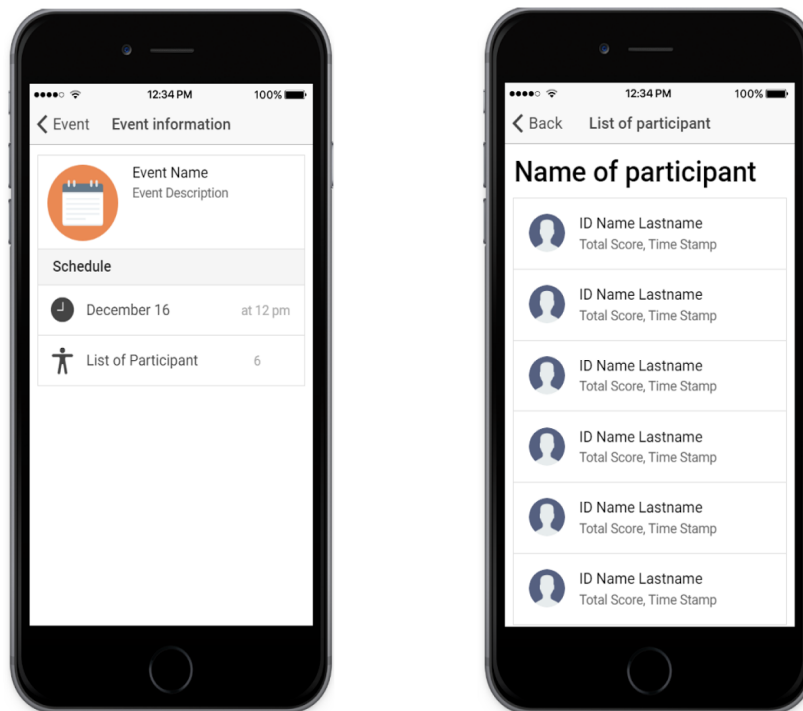 12:34 PM 100%
Event Event information
Event Name
Event Description
Schedule
December 16 at 12 pm
List of Participant 6
12:34 PM 100%
Back List of participant
Name of participant
ID Name Lastname
Total Score, Time Stamp
ID Name Lastname
Total Score, Time Stamp
ID Name Lastname
Total Score, Time Stamp
ID Name Lastname
Total Score, Time Stamp
ID Name Lastname
Total Score, Time Stamp
ID Name Lastname
Total Score, Time Stamp